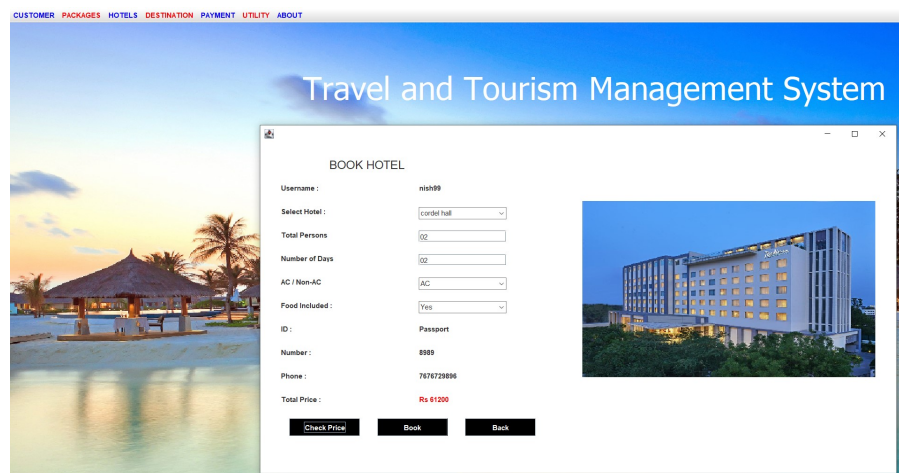 CUSTOMER PACKAGES HOTELS DESTINATION PAYMENT UTILITY ABOUT
Travel and Tourism Management System
BOOK HOTEL
Username : nish99
Select Hotel : cordel hall
Total Persons 02
Number of Days 02
AC / Non-AC AC
Food Included : Yes
ID : Passport
Number : 8989
Phone : 7676729896
Total Price : Rs 61200
Check Price Book Back